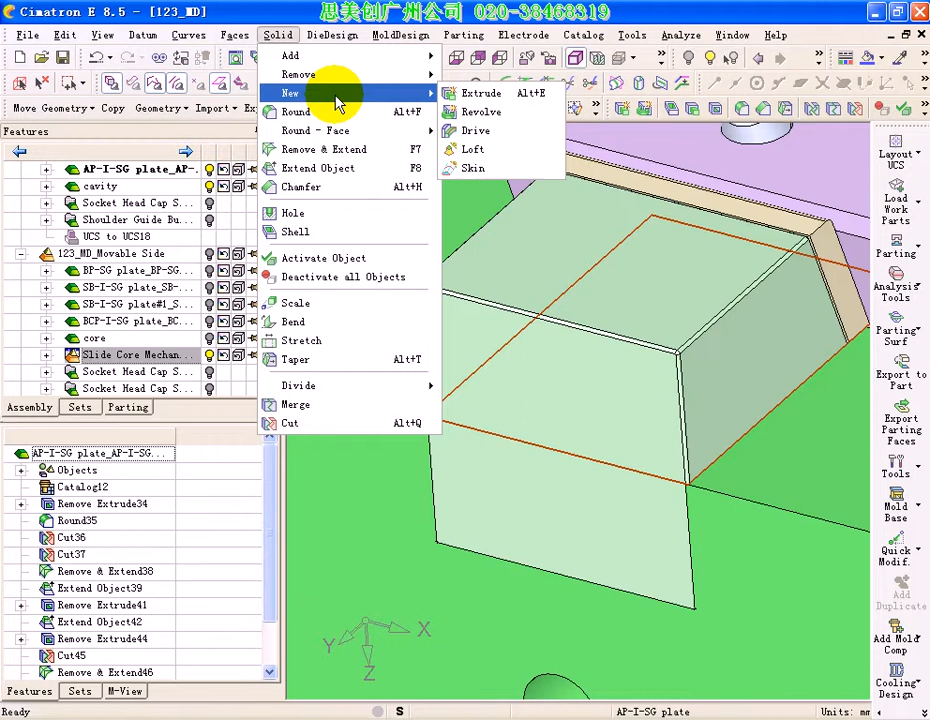 Cimatron E 8.5 - [123_MD]
思美创广州公司 020-38468319
File Edit View Datum Curves Faces Solid DieDesign MoldDesign Parting Electrode Catalog Tools Analyze Window Help
Move Geometry Copy Geometry Import Ex
Features
AP-I-SG plate_AP-.
cavity
Socket Head Cap S...
Shoulder Guide Bu...
UCS to UCS18
123_MD_Movable Side
BP-SG plate_BP-SG...
SB-I-SG plate_SB-...
SB-I-SG plate#1_S...
BCP-I-SG plate_BC...
core
Slide Core Mechan...
Socket Head Cap S...
Socket Head Cap S...
Assembly Sets Parting
AP-I-SG plate_AP-I-SG...
Objects
Catalog12
Remove Extrude34
Round35
Cut36
Cut37
Remove & Extend38
Extend Object39
Remove Extrude41
Extend Object42
Remove Extrude44
Cut45
Remove & Extend46
Features Sets M-View
Add
Remove
New
Round Alt+F
Round - Face
Remove & Extend F7
Extend Object F8
Chamfer Alt+H
Hole
Shell
Activate Object
Deactivate all Objects
Scale
Bend
Stretch
Taper Alt+T
Divide
Merge
Cut Alt+Q
Extrude Alt+E
Revolve
Drive
Loft
Skin
X
Y
Z
Layout UCS
Load Work Parts
Parting
Analysis Tools
Parting Surf
Export to Part
Export Parting Faces
Tools
Mold Base
Quick Modif.
Add Duplicate
Add Mold Comp
Cooling Design
Ready
S
AP-I-SG plate
Units: mm